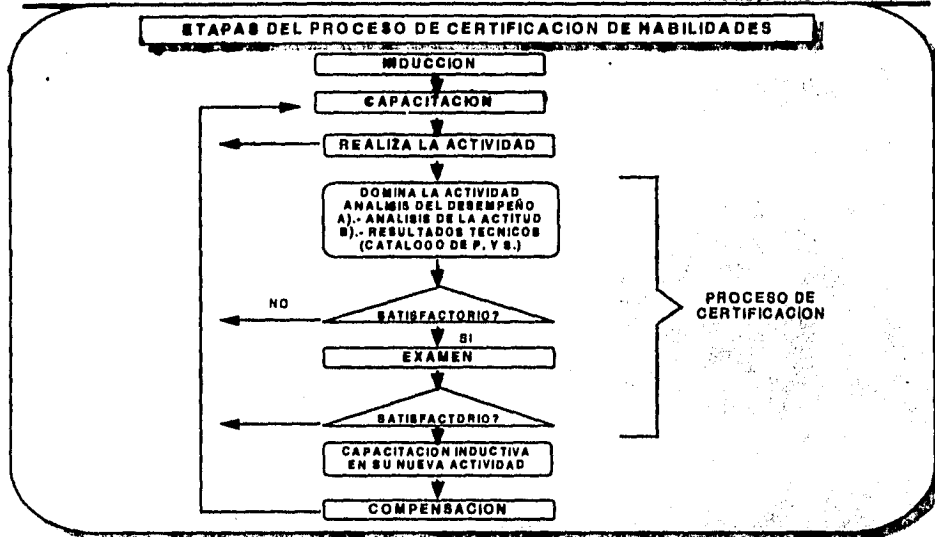 ETAPAS DEL PROCESO DE CERTIFICACION DE HABILIDADES
INDUCCION
CAPACITACION
REALIZA LA ACTIVIDAD
DOMINA LA ACTIVIDAD
ANALISIS DEL DESEMPEÑO
A).- ANALISIS DE LA ACTITUD
B).- RESULTADOS TECNICOS
(CATALOGO DE P. Y S.)
NO
SATISFACTORIO?
SI
EXAMEN
SATISFACTORIO?
CAPACITACION INDUCTIVA
EN SU NUEVA ACTIVIDAD
COMPENSACION
PROCESO DE
CERTIFICACION